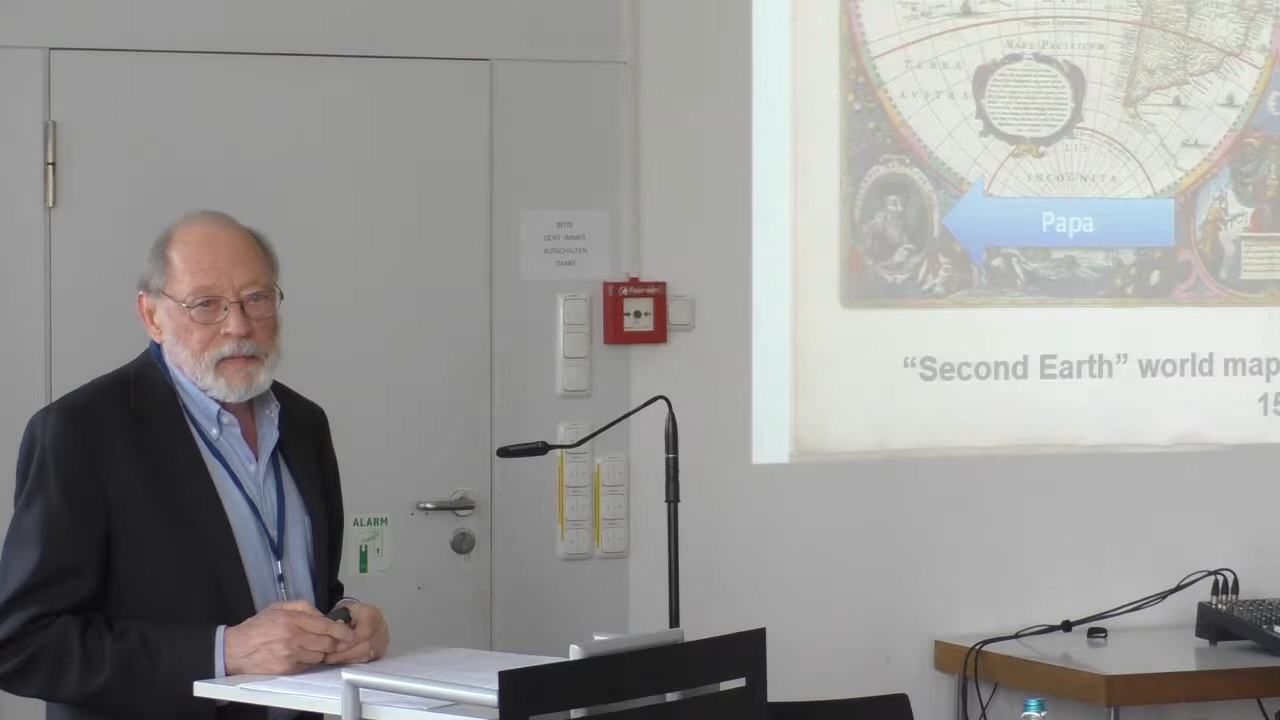 MARE PACIFICUM
TERRA
AVSTRA
LIS
INCOGNITA
Papa
“Second Earth” world map
15
BITTE
LICHT IMMER
AUSSCHALTEN
DANKE
Feuerwehr
ALARM